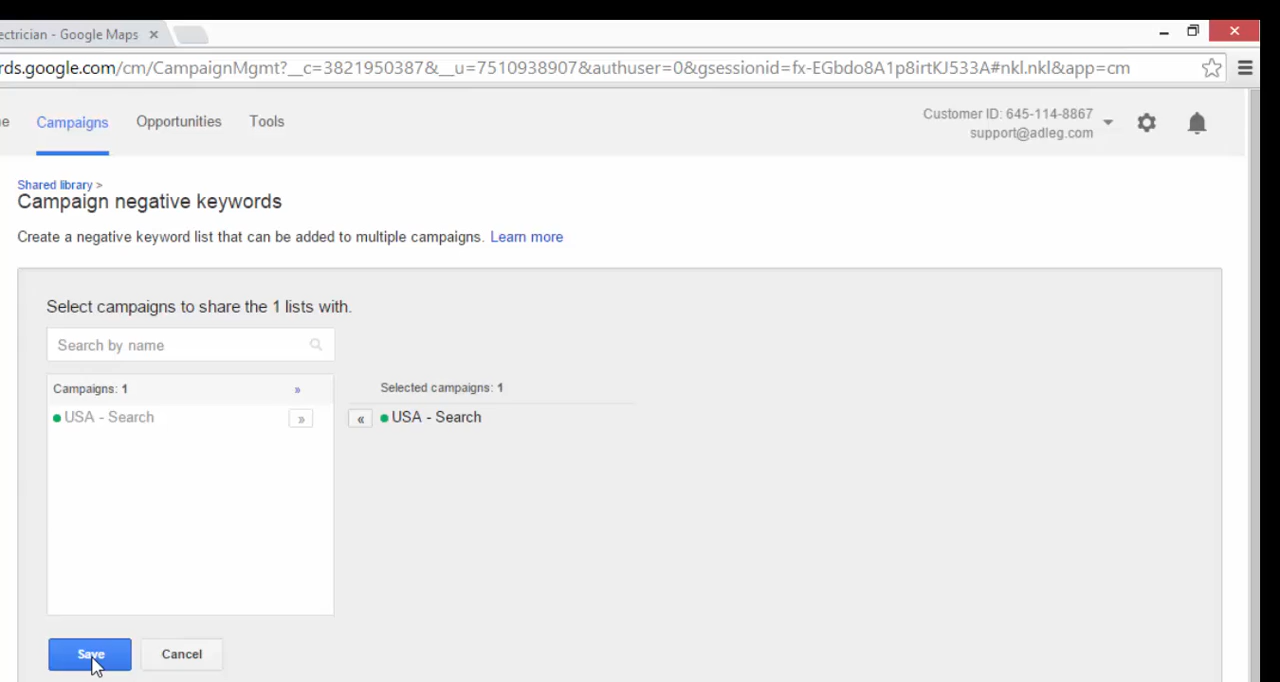 ectrician - Google Maps ×
rds.google.com/cm/CampaignMgmt?__c=3821950387&__u=7510938907&authuser=0&gsessionid=fx-EGbdo8A1p8irtKJ533A#nkl.nkl&app=cm
e Campaigns Opportunities Tools
Customer ID: 645-114-8867
support@adleg.com
Shared library >
Campaign negative keywords
Create a negative keyword list that can be added to multiple campaigns. Learn more
Select campaigns to share the 1 lists with.
Search by name
Campaigns: 1 » Selected campaigns: 1
USA - Search » « USA - Search
Save Cancel